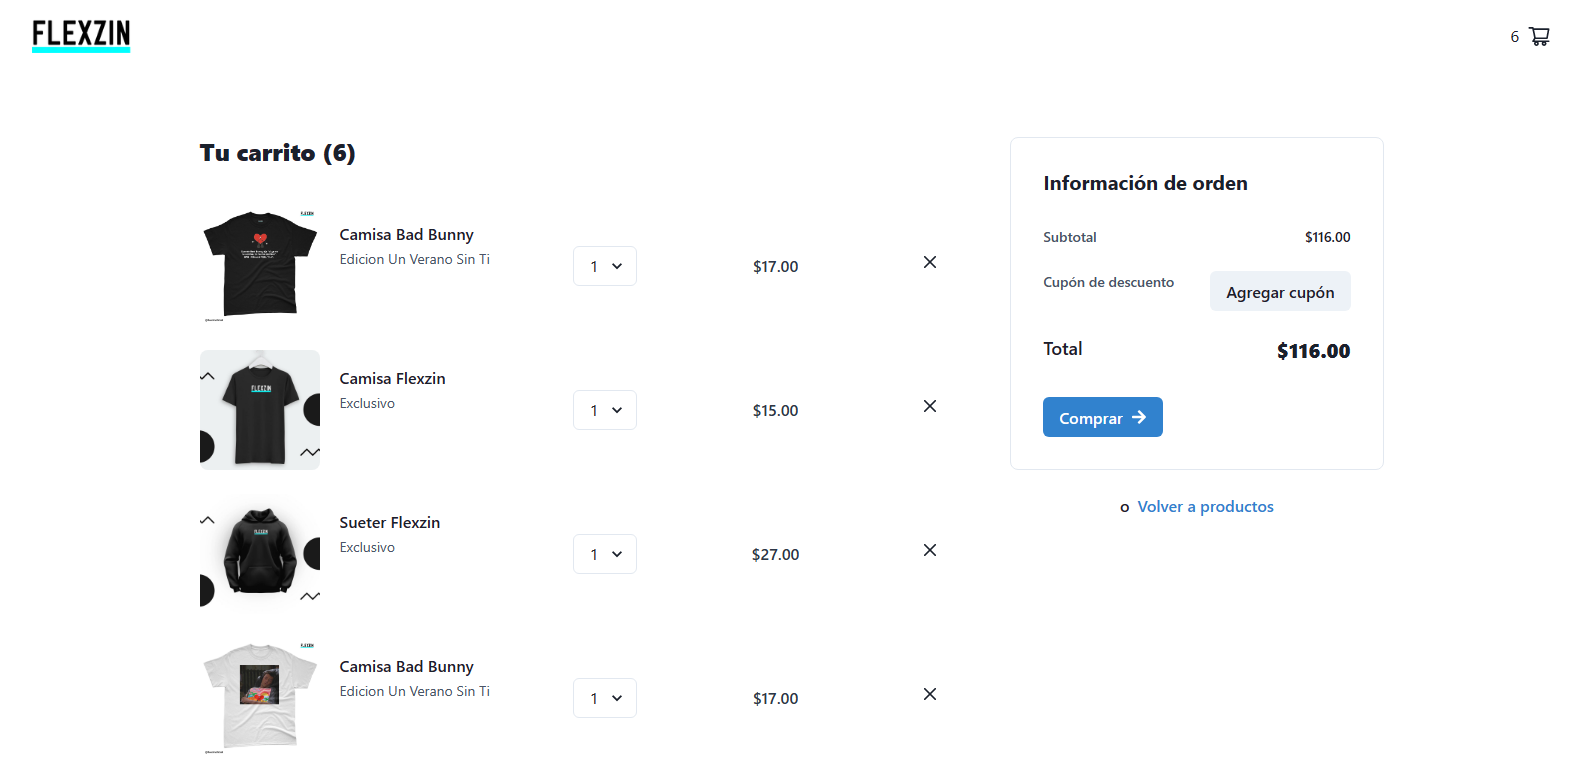 FLEXZIN
6
Tu carrito (6)
Camisa Bad Bunny
Edicion Un Verano Sin Ti
1
$17.00
FLEXZIN
Camisa Flexzin
Exclusivo
1
$15.00
FLEXZIN
Sueter Flexzin
Exclusivo
1
$27.00
Camisa Bad Bunny
Edicion Un Verano Sin Ti
1
$17.00
Información de orden
Subtotal
$116.00
Cupón de descuento
Agregar cupón
Total
$116.00
Comprar
o Volver a productos